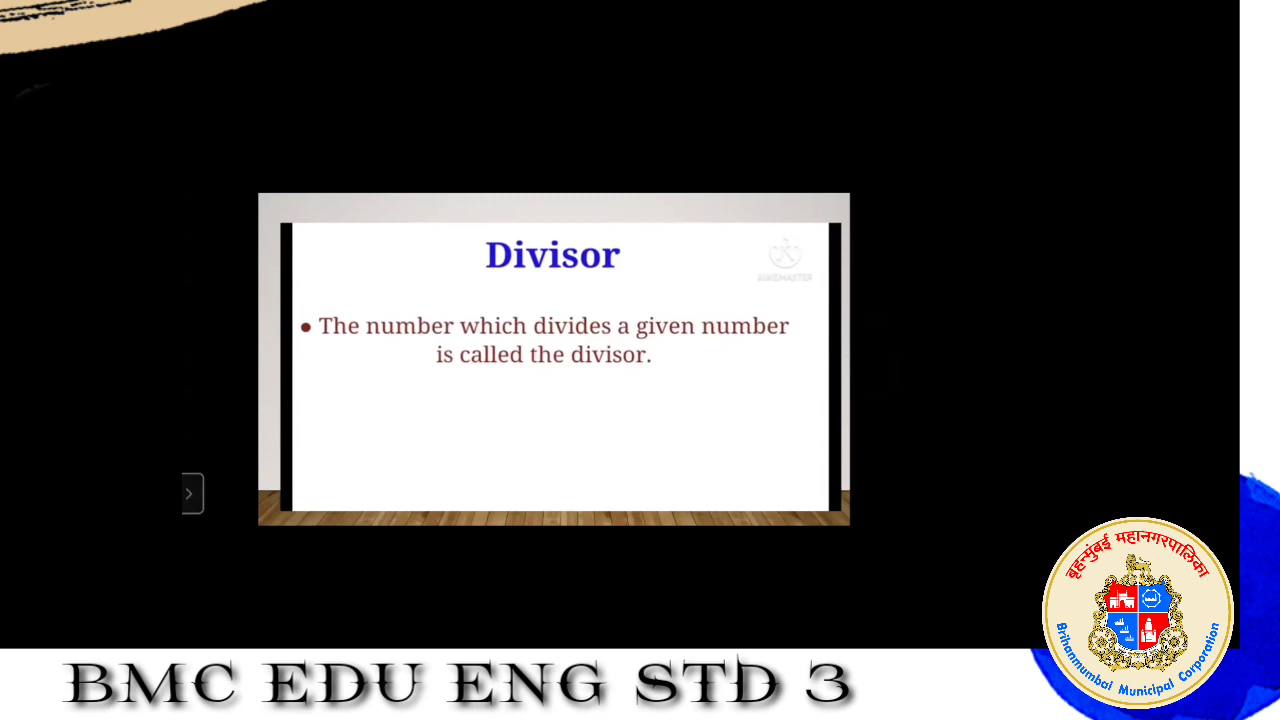 Divisor
KINEMASTER
• The number which divides a given number
is called the divisor.
बृहन्मुंबई महानगरपालिका
Brihanmumbai Municipal Corporation
BMC EDU ENG STD 3